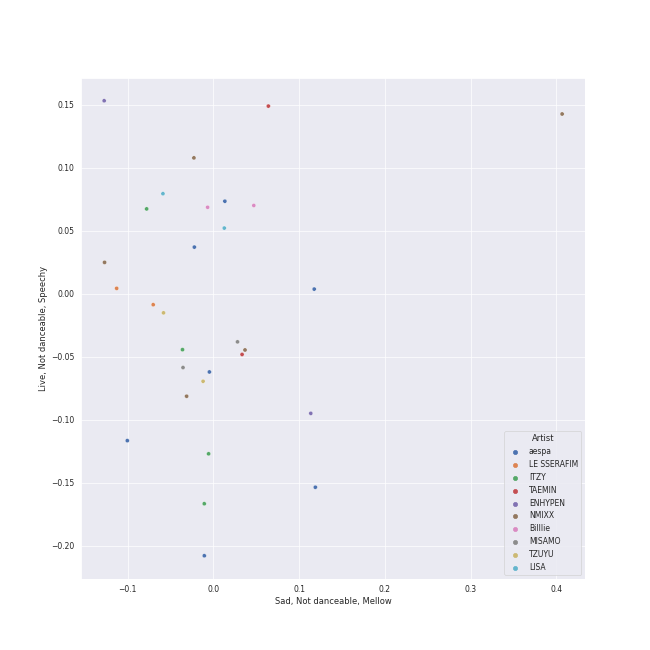 0.15
0.10
0.05
0.00
−0.05
−0.10
−0.15
−0.20
Live, Not danceable, Speechy
−0.1
0.0
0.1
0.2
0.3
0.4
Sad, Not danceable, Mellow
Artist
aespa
LE SSERAFIM
ITZY
TAEMIN
ENHYPEN
NMIXX
Billlie
MISAMO
TZUYU
LISA